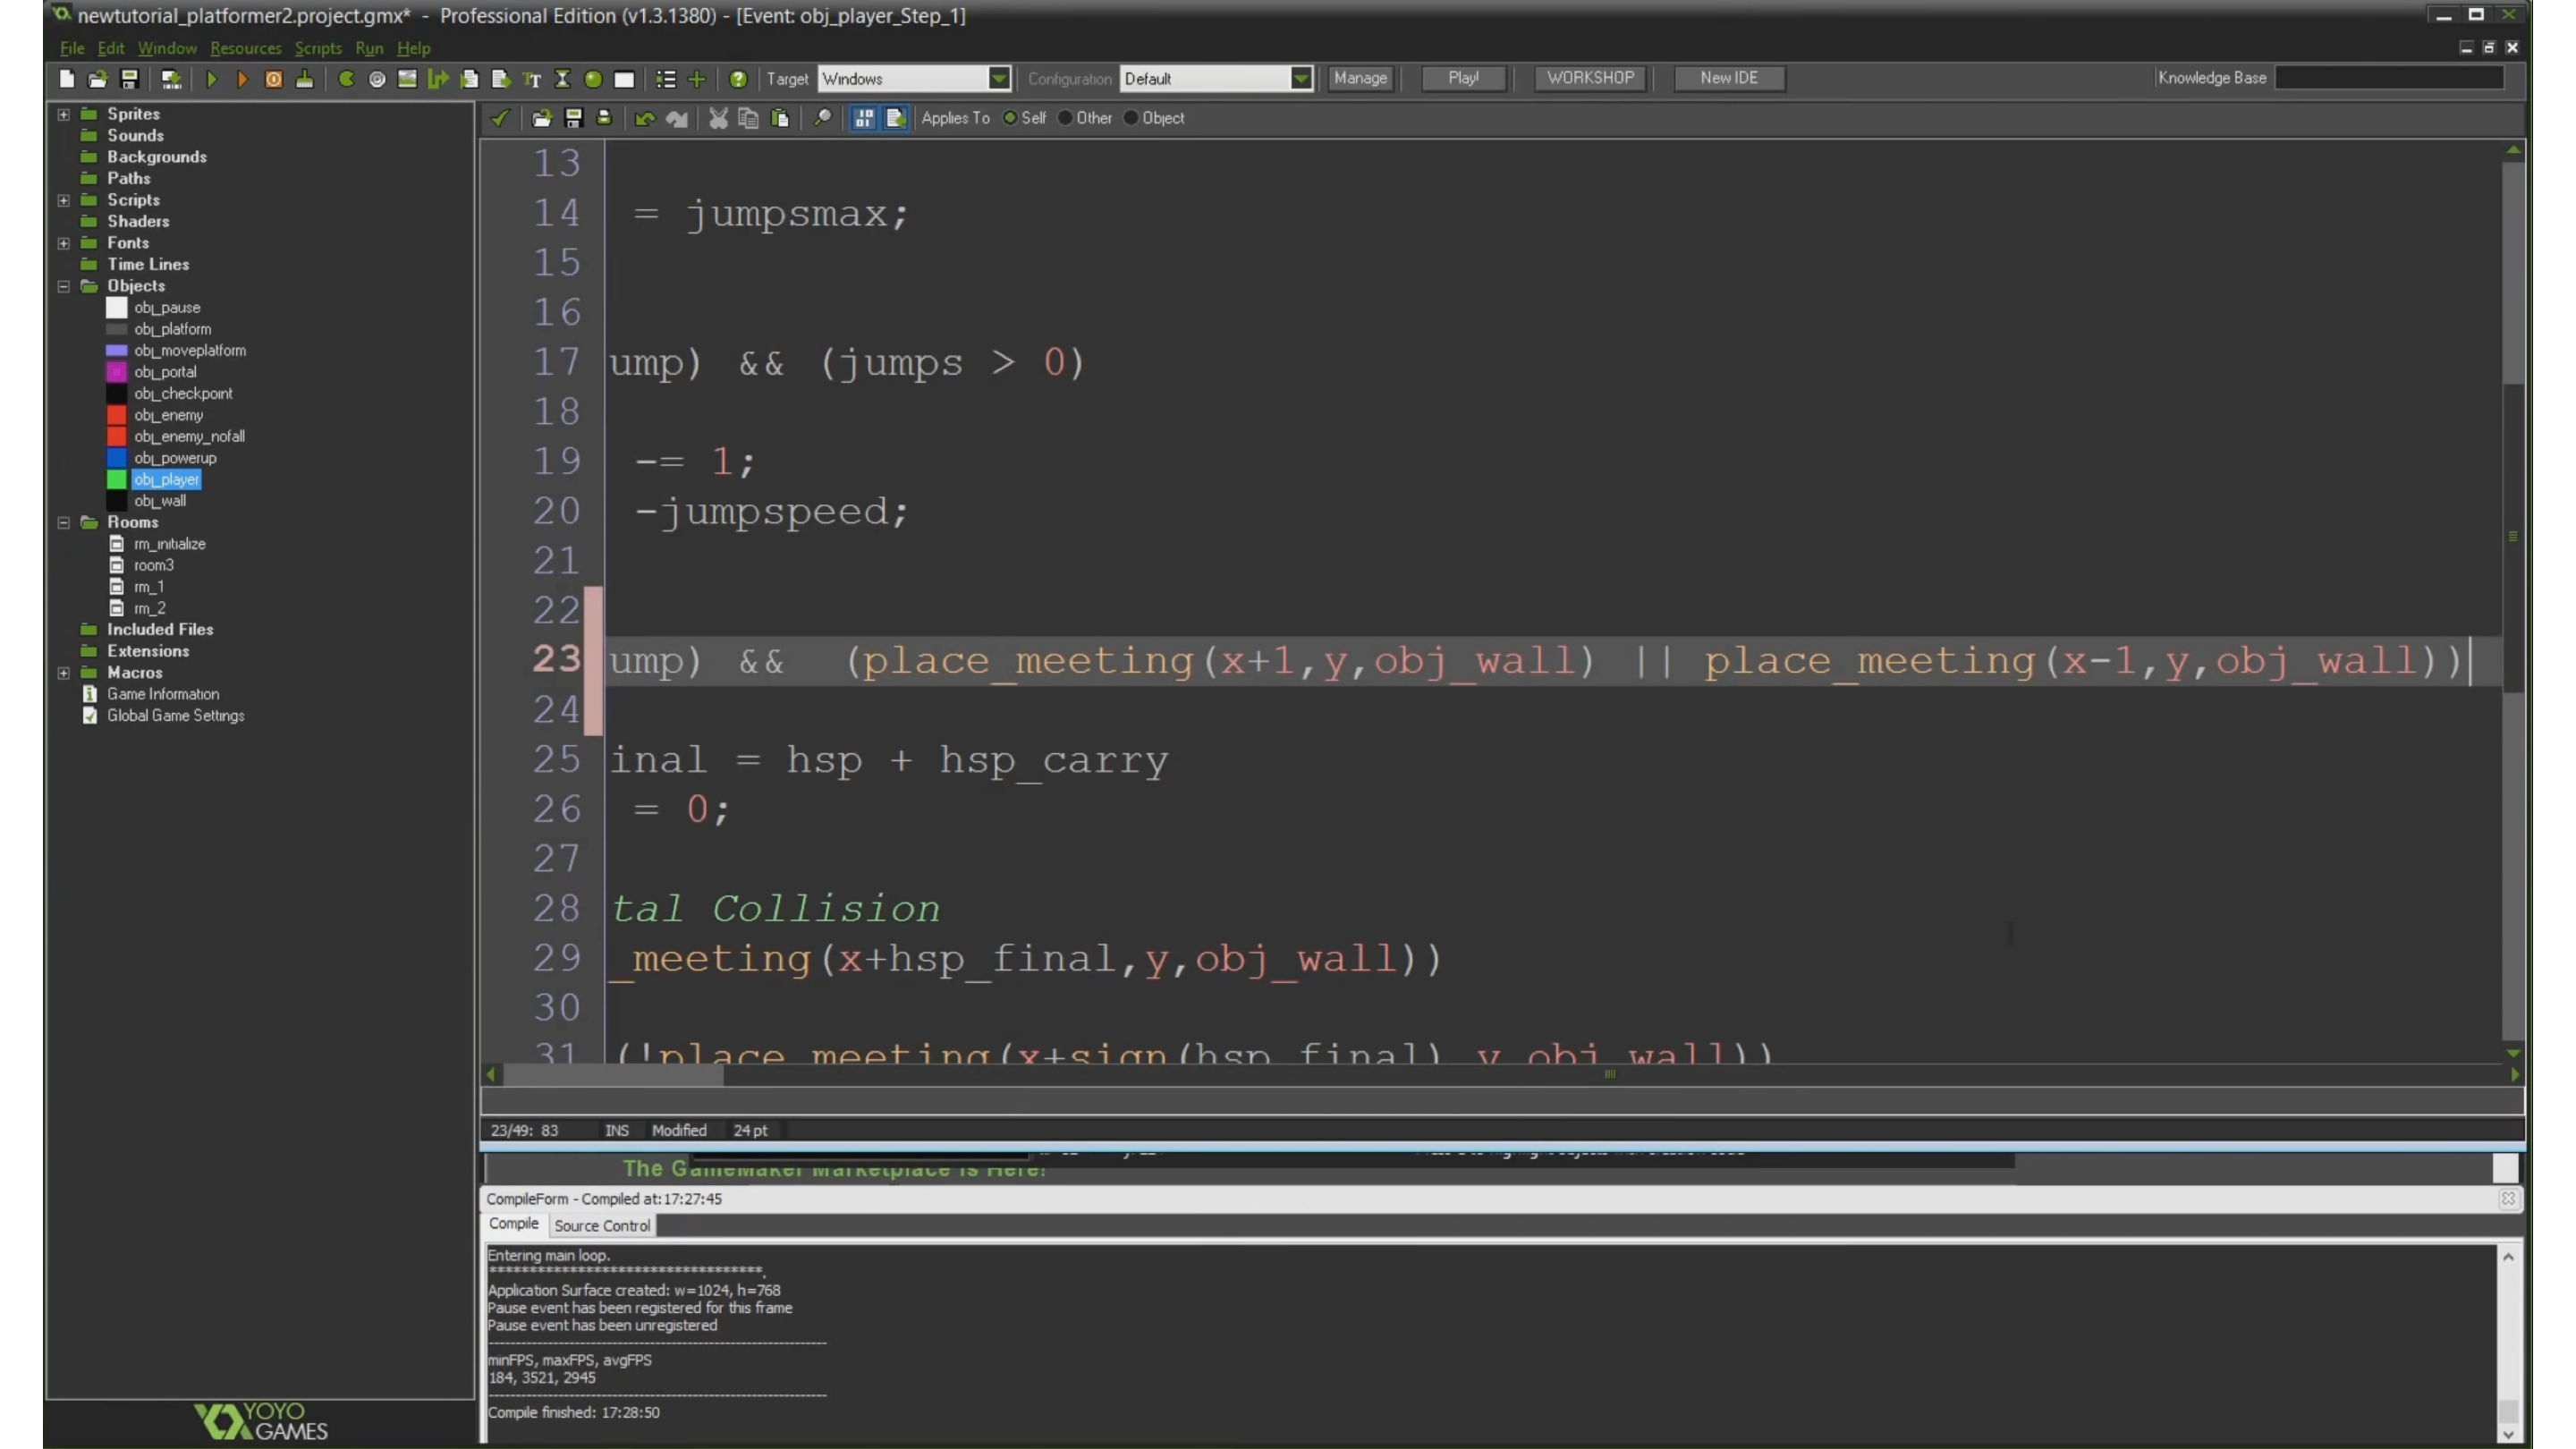 newtutorial_platformer2.project.gmx* - Professional Edition (v1.3.1380) - [Event: obj_player_Step_1]
File Edit Window Resources Scripts Run Help
Target Windows Configuration Default Manage Play! WORKSHOP New IDE Knowledge Base
Applies To Self Other Object
Sprites
Sounds
Backgrounds
Paths
Scripts
Shaders
Fonts
Time Lines
Objects
obj_pause
obj_platform
obj_moveplatform
obj_portal
obj_checkpoint
obj_enemy
obj_enemy_nofall
obj_powerup
obj_player
obj_wall
Rooms
rm_initialize
room3
rm_1
rm_2
Included Files
Extensions
Macros
Game Information
Global Game Settings
YOYO
GAMES
13
14 = jumpsmax;
15
16
17 ump) && (jumps > 0)
18
19 -= 1;
20 -jumpspeed;
21
22
23 ump) && (place_meeting(x+1,y,obj_wall) || place_meeting(x-1,y,obj_wall))
24
25 inal = hsp + hsp_carry
26 = 0;
27
28 tal Collision
29 _meeting(x+hsp_final,y,obj_wall))
30
31 (!place_meeting(x+sign(hsp_final),y,obj_wall))
23/49: 83 INS Modified 24 pt
The GameMaker Marketplace is Here!
CompileForm - Compiled at:17:27:45
Compile Source Control
Entering main loop.
**********************************.
Application Surface created: w=1024, h=768
Pause event has been registered for this frame
Pause event has been unregistered
minFPS, maxFPS, avgFPS
184, 3521, 2945
Compile finished: 17:28:50